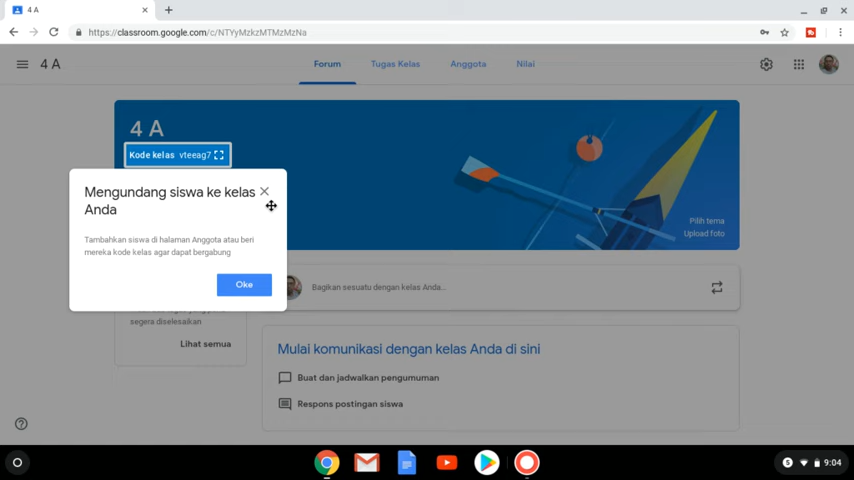 4 A
https://classroom.google.com/c/NTYyMzkzMTMzMzNa
4 A
Forum
Tugas Kelas
Anggota
Nilai
4 A
Kode kelas vteeag7
Mengundang siswa ke kelas
Anda
Tambahkan siswa di halaman Anggota atau beri
mereka kode kelas agar dapat bergabung
Oke
Pilih tema
Upload foto
Bagikan sesuatu dengan kelas Anda...
segera diselesaikan
Lihat semua
Mulai komunikasi dengan kelas Anda di sini
Buat dan jadwalkan pengumuman
Respons postingan siswa
5
9:04